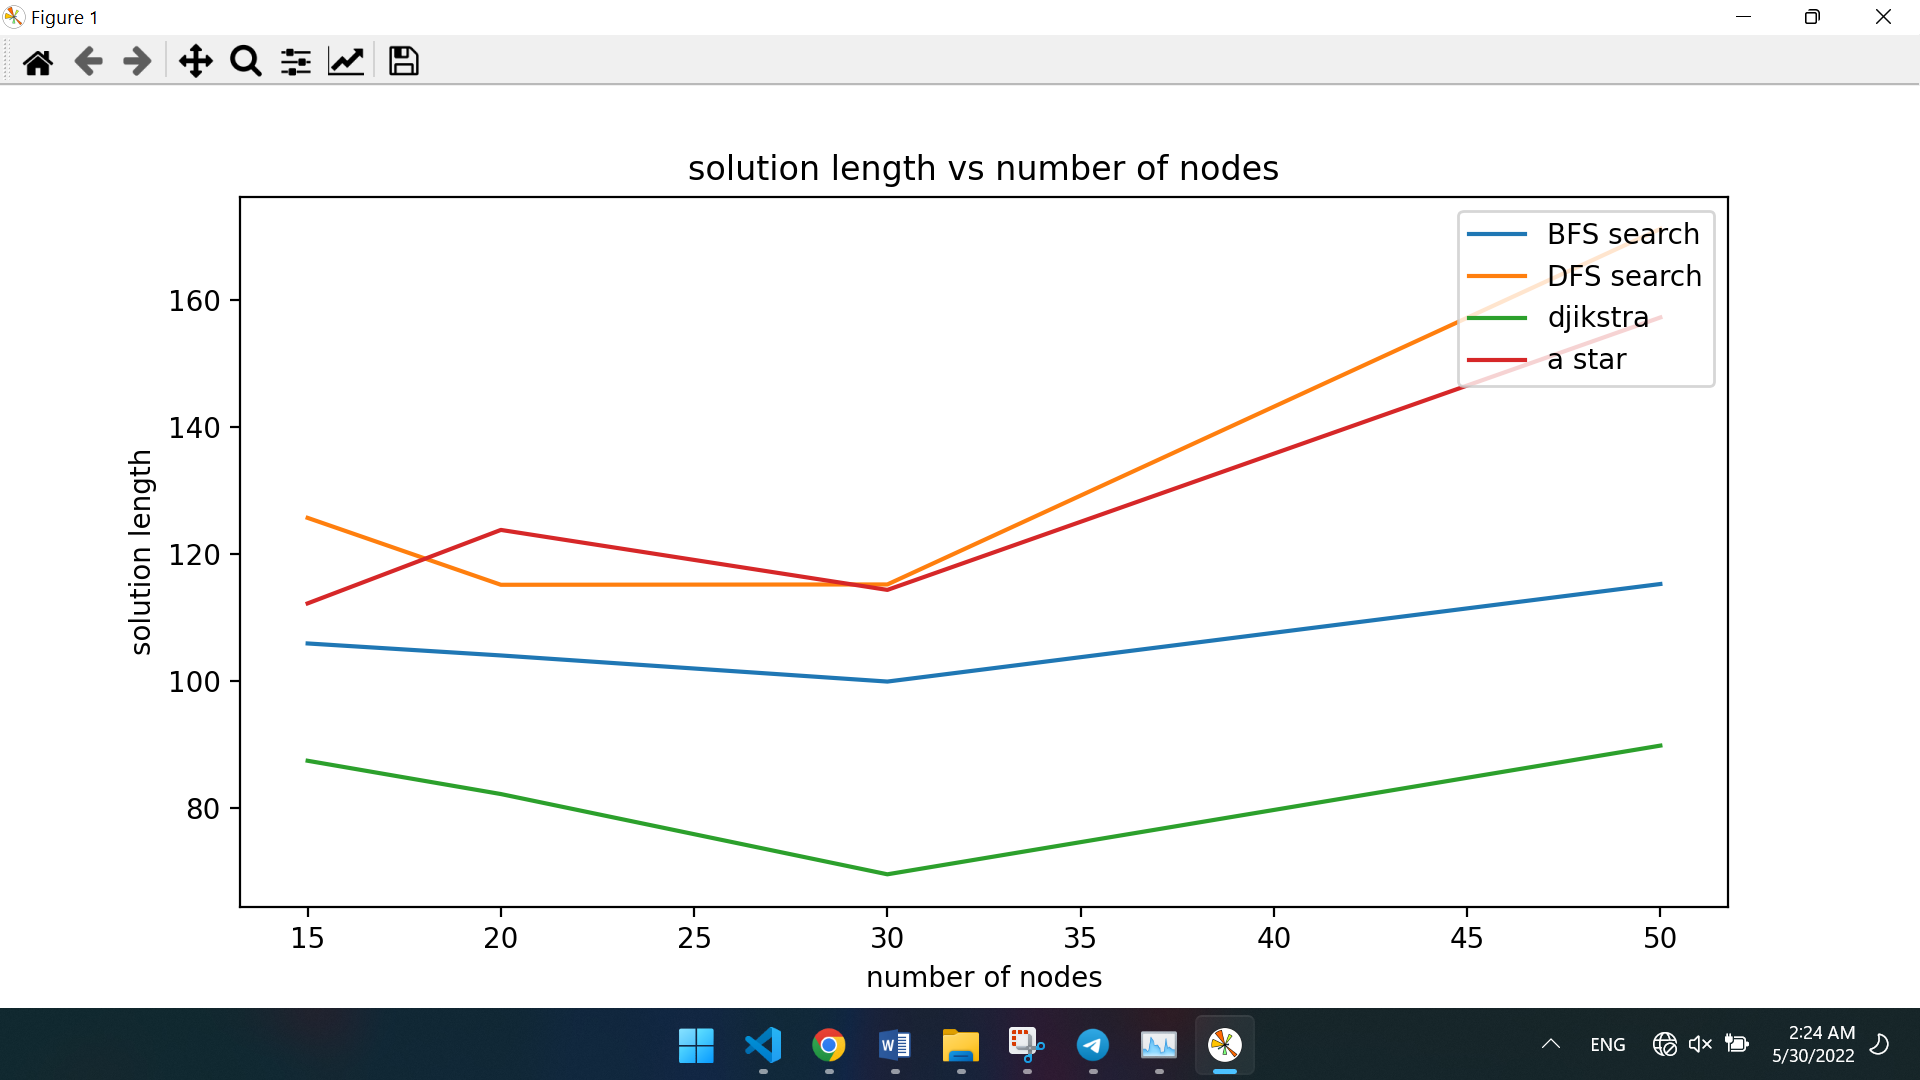 Figure 1
solution length vs number of nodes
BFS search
DFS search
djikstra
a star
160
140
120
100
80
solution length
15 20 25 30 35 40 45 50
number of nodes
ENG
2:24 AM
5/30/2022